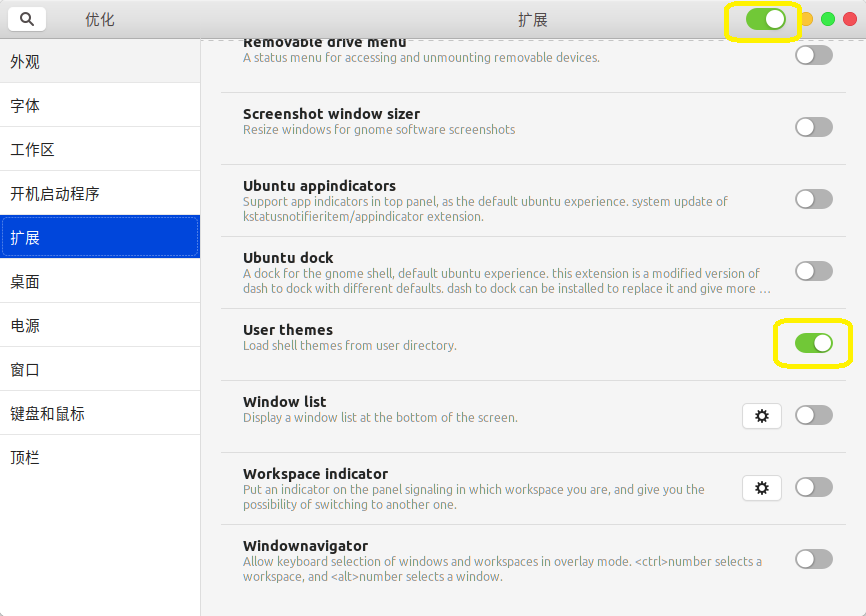 优化
扩展
外观
字体
工作区
开机启动程序
扩展
桌面
电源
窗口
键盘和鼠标
顶栏
Removable drive menu
A status menu for accessing and unmounting removable devices.
Screenshot window sizer
Resize windows for gnome software screenshots
Ubuntu appindicators
Support app indicators in top panel, as the default ubuntu experience. system update of
kstatusnotifieritem/appindicator extension.
Ubuntu dock
A dock for the gnome shell, default ubuntu experience. this extension is a modified version of
dash to dock with different defaults. dash to dock can be installed to replace it and give more …
User themes
Load shell themes from user directory.
Window list
Display a window list at the bottom of the screen.
Workspace indicator
Put an indicator on the panel signaling in which workspace you are, and give you the
possibility of switching to another one.
Windownavigator
Allow keyboard selection of windows and workspaces in overlay mode. <ctrl>number selects a
workspace, and <alt>number selects a window.